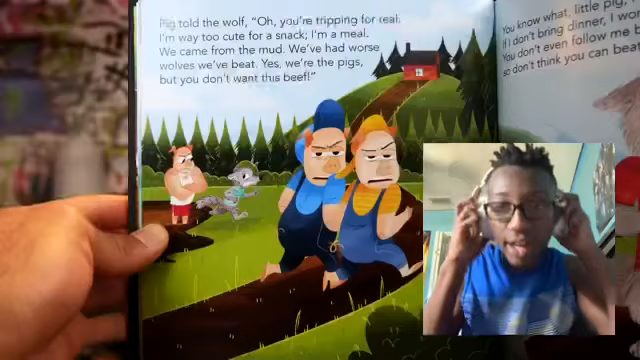 Pig told the wolf, "Oh, you're tripping for real;
I'm way too cute for a snack; I'm a meal.
We came from the mud. We've had worse
wolves we've beat. Yes, we're the pigs,
but you don't want this beef!"
You know what, little pig,
If I don't bring dinner, I
You don't even follow me
so don't think you can beat